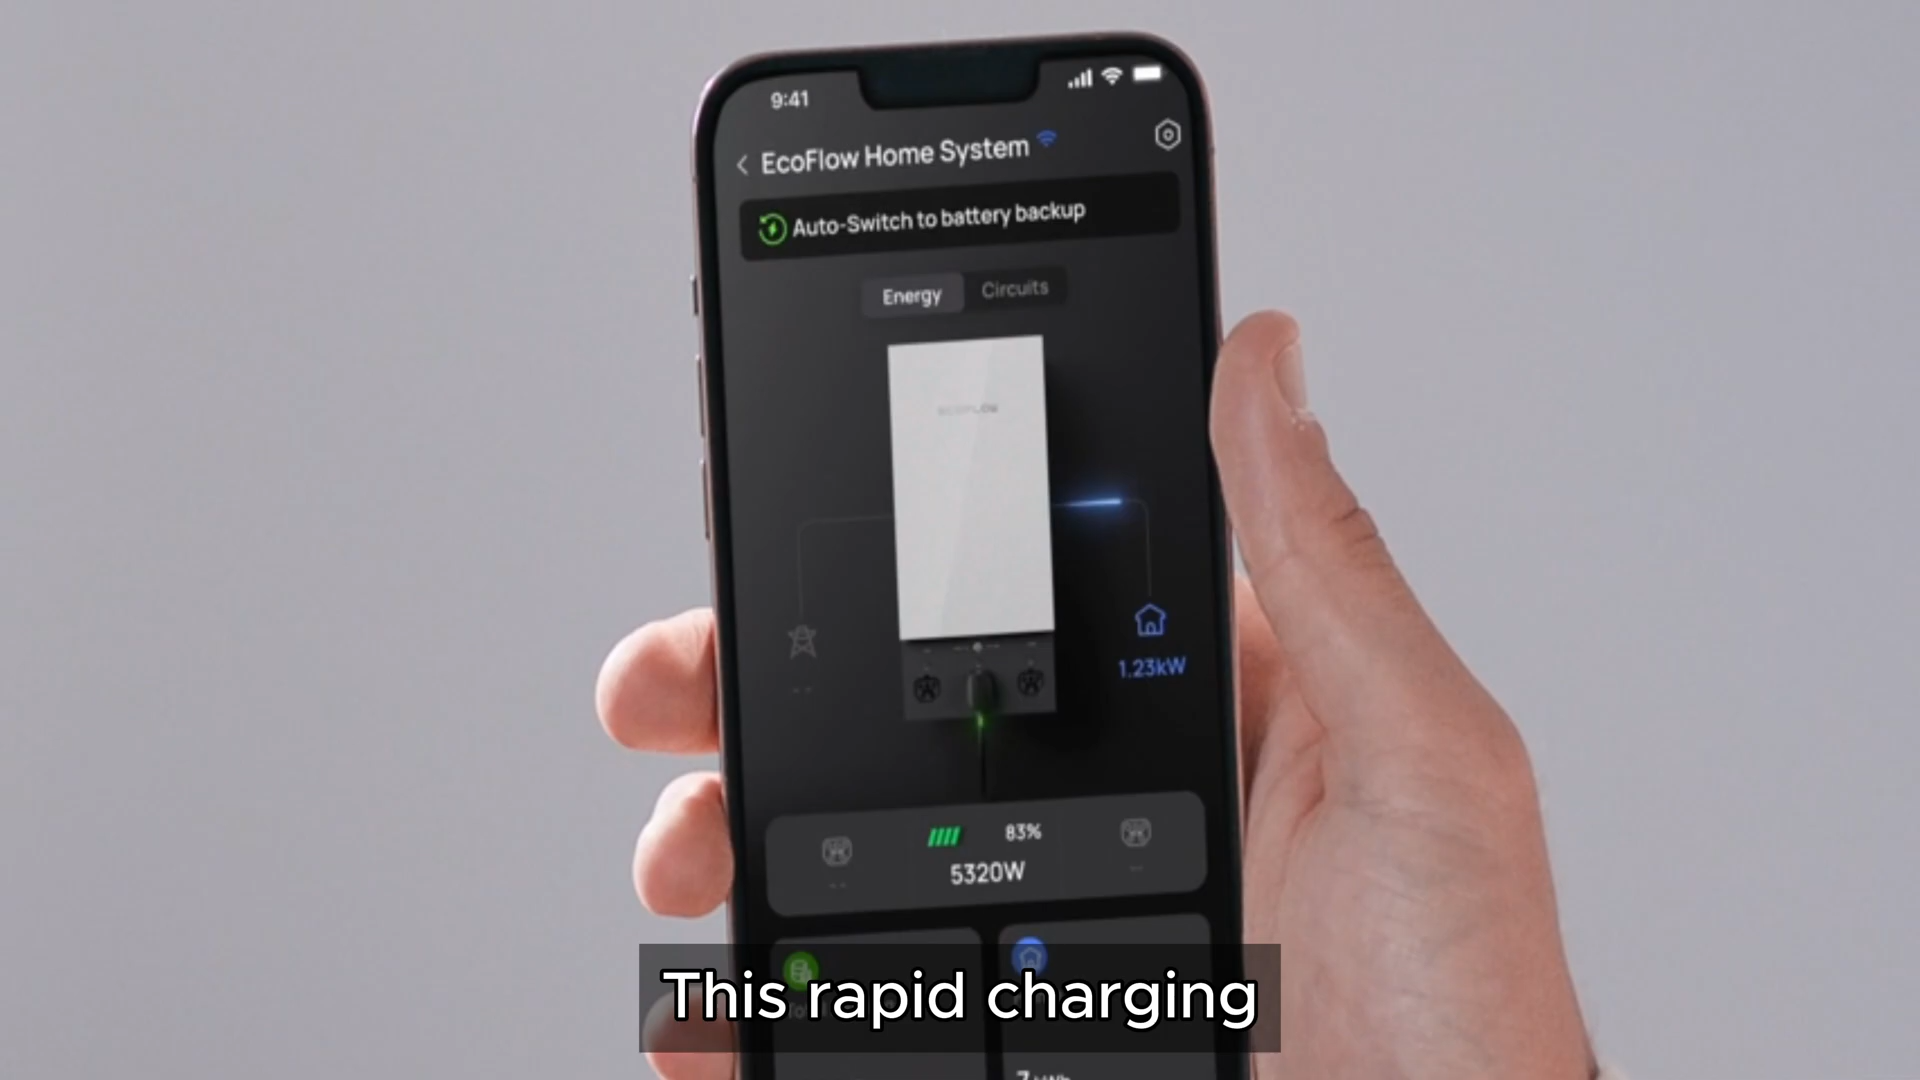 9:41
EcoFlow Home System
Auto-Switch to battery backup
Energy
Circuits
ECOFLOW
1.23kW
83%
5320W
This rapid charging